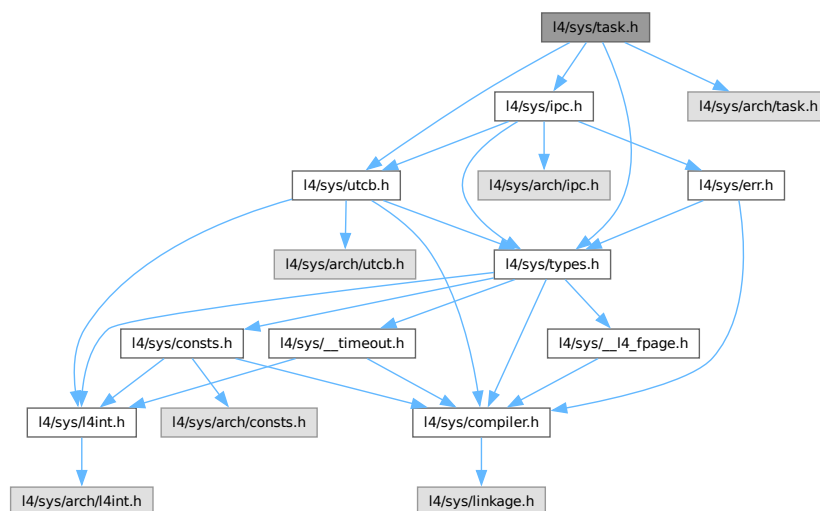 l4/sys/task.h
l4/sys/ipc.h
l4/sys/arch/task.h
l4/sys/utcb.h
l4/sys/arch/ipc.h
l4/sys/err.h
l4/sys/arch/utcb.h
l4/sys/types.h
l4/sys/consts.h
l4/sys/__timeout.h
l4/sys/__l4_fpage.h
l4/sys/l4int.h
l4/sys/arch/consts.h
l4/sys/compiler.h
l4/sys/arch/l4int.h
l4/sys/linkage.h